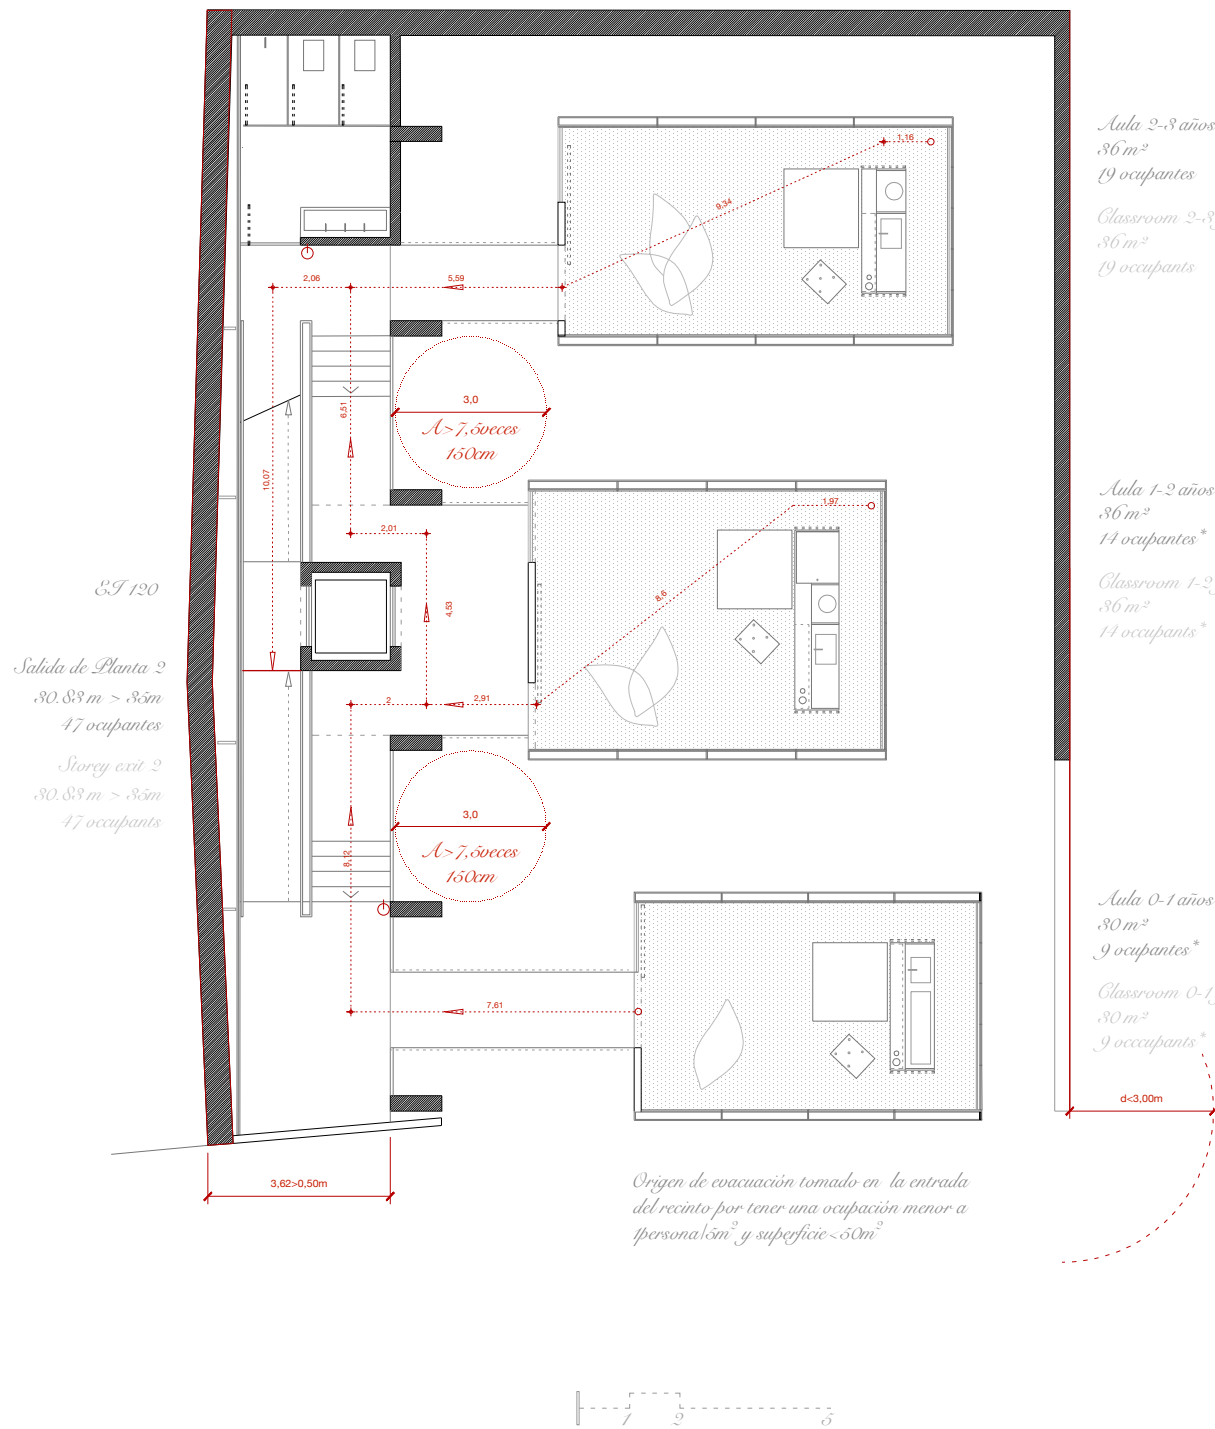 Aula 2-3 años
36 m²
19 ocupantes
Classroom 2-3
36 m²
19 occupants
1,16
9,34
2,06
5,59
6,51
3,0
A>7,5veces
150cm
10,07
2,01
Aula 1-2 años
36 m²
14 ocupantes*
Classroom 1-2
36 m²
14 occupants*
1,97
8,6
4,53
2
2,91
EI 120
Salida de Planta 2
30.83 m > 35m
47 ocupantes
Storey exit 2
30.83 m > 35m
47 occupants
3,0
A>7,5veces
150cm
8,12
7,61
Aula 0-1 años
30 m²
9 ocupantes*
Classroom 0-1
30 m²
9 occcupants*
d<3,00m
3,62>0,50m
Origen de evacuación tomado en la entrada
del recinto por tener una ocupación menor a
1persona/5m² y superficie<50m²
1 2 5